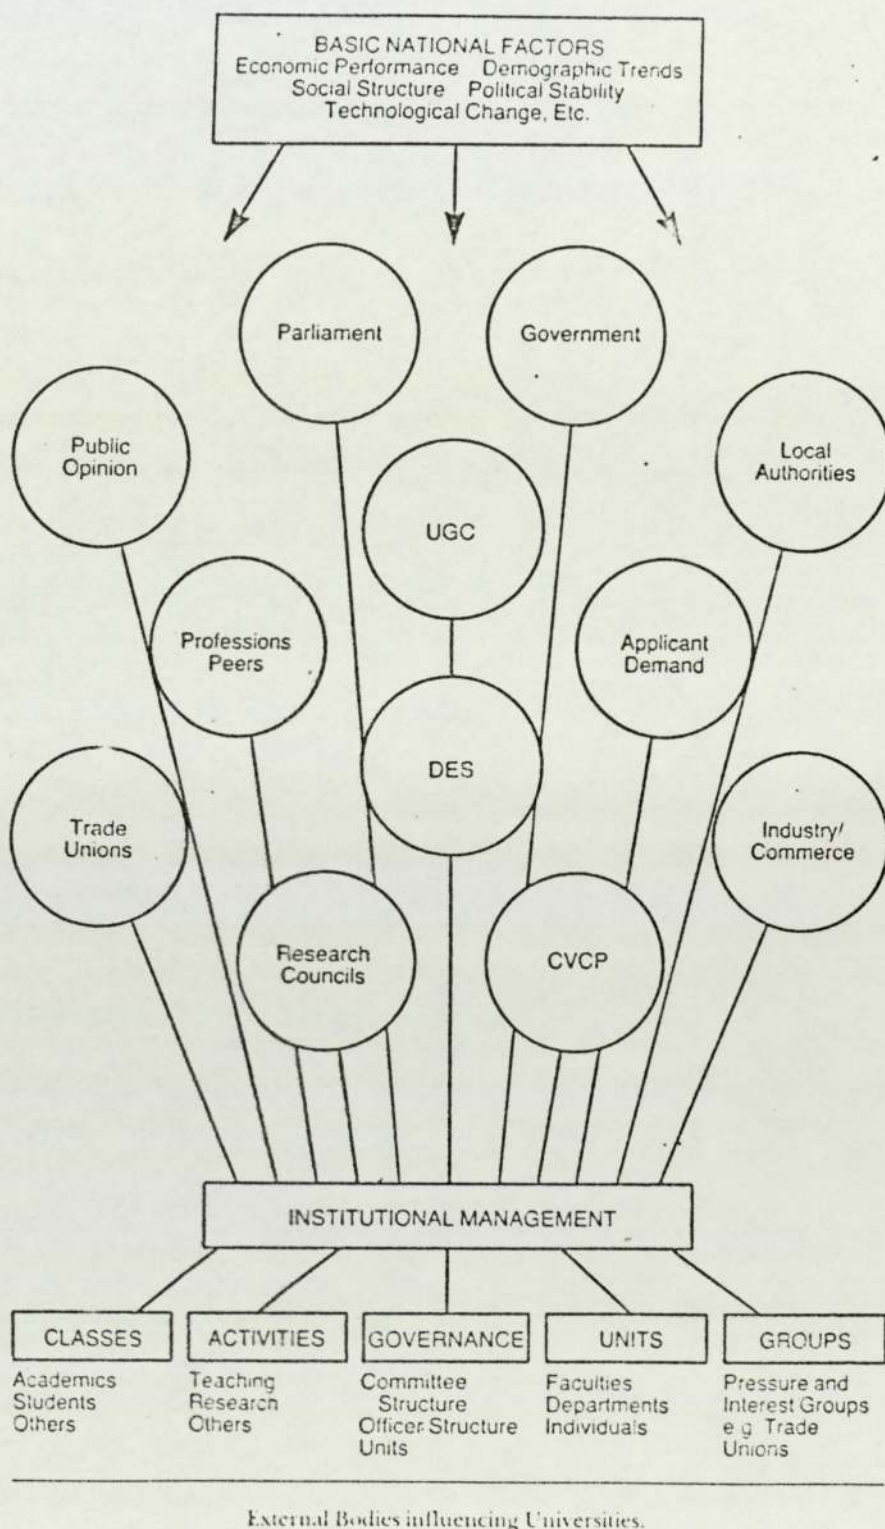 BASIC NATIONAL FACTORS
Economic Performance Demographic Trends
Social Structure Political Stability
Technological Change, Etc.
Parliament
Government
Public
Opinion
Local
Authorities
UGC
Professions
Peers
Applicant
Demand
DES
Trade
Unions
Industry/
Commerce
Research
Councils
CVCP
INSTITUTIONAL MANAGEMENT
CLASSES
Academics
Students
Others
ACTIVITIES
Teaching
Research
Others
GOVERNANCE
Committee
Structure
Officer Structure
Units
UNITS
Faculties
Departments
Individuals
GROUPS
Pressure and
Interest Groups
e.g. Trade
Unions
External Bodies influencing Universities.